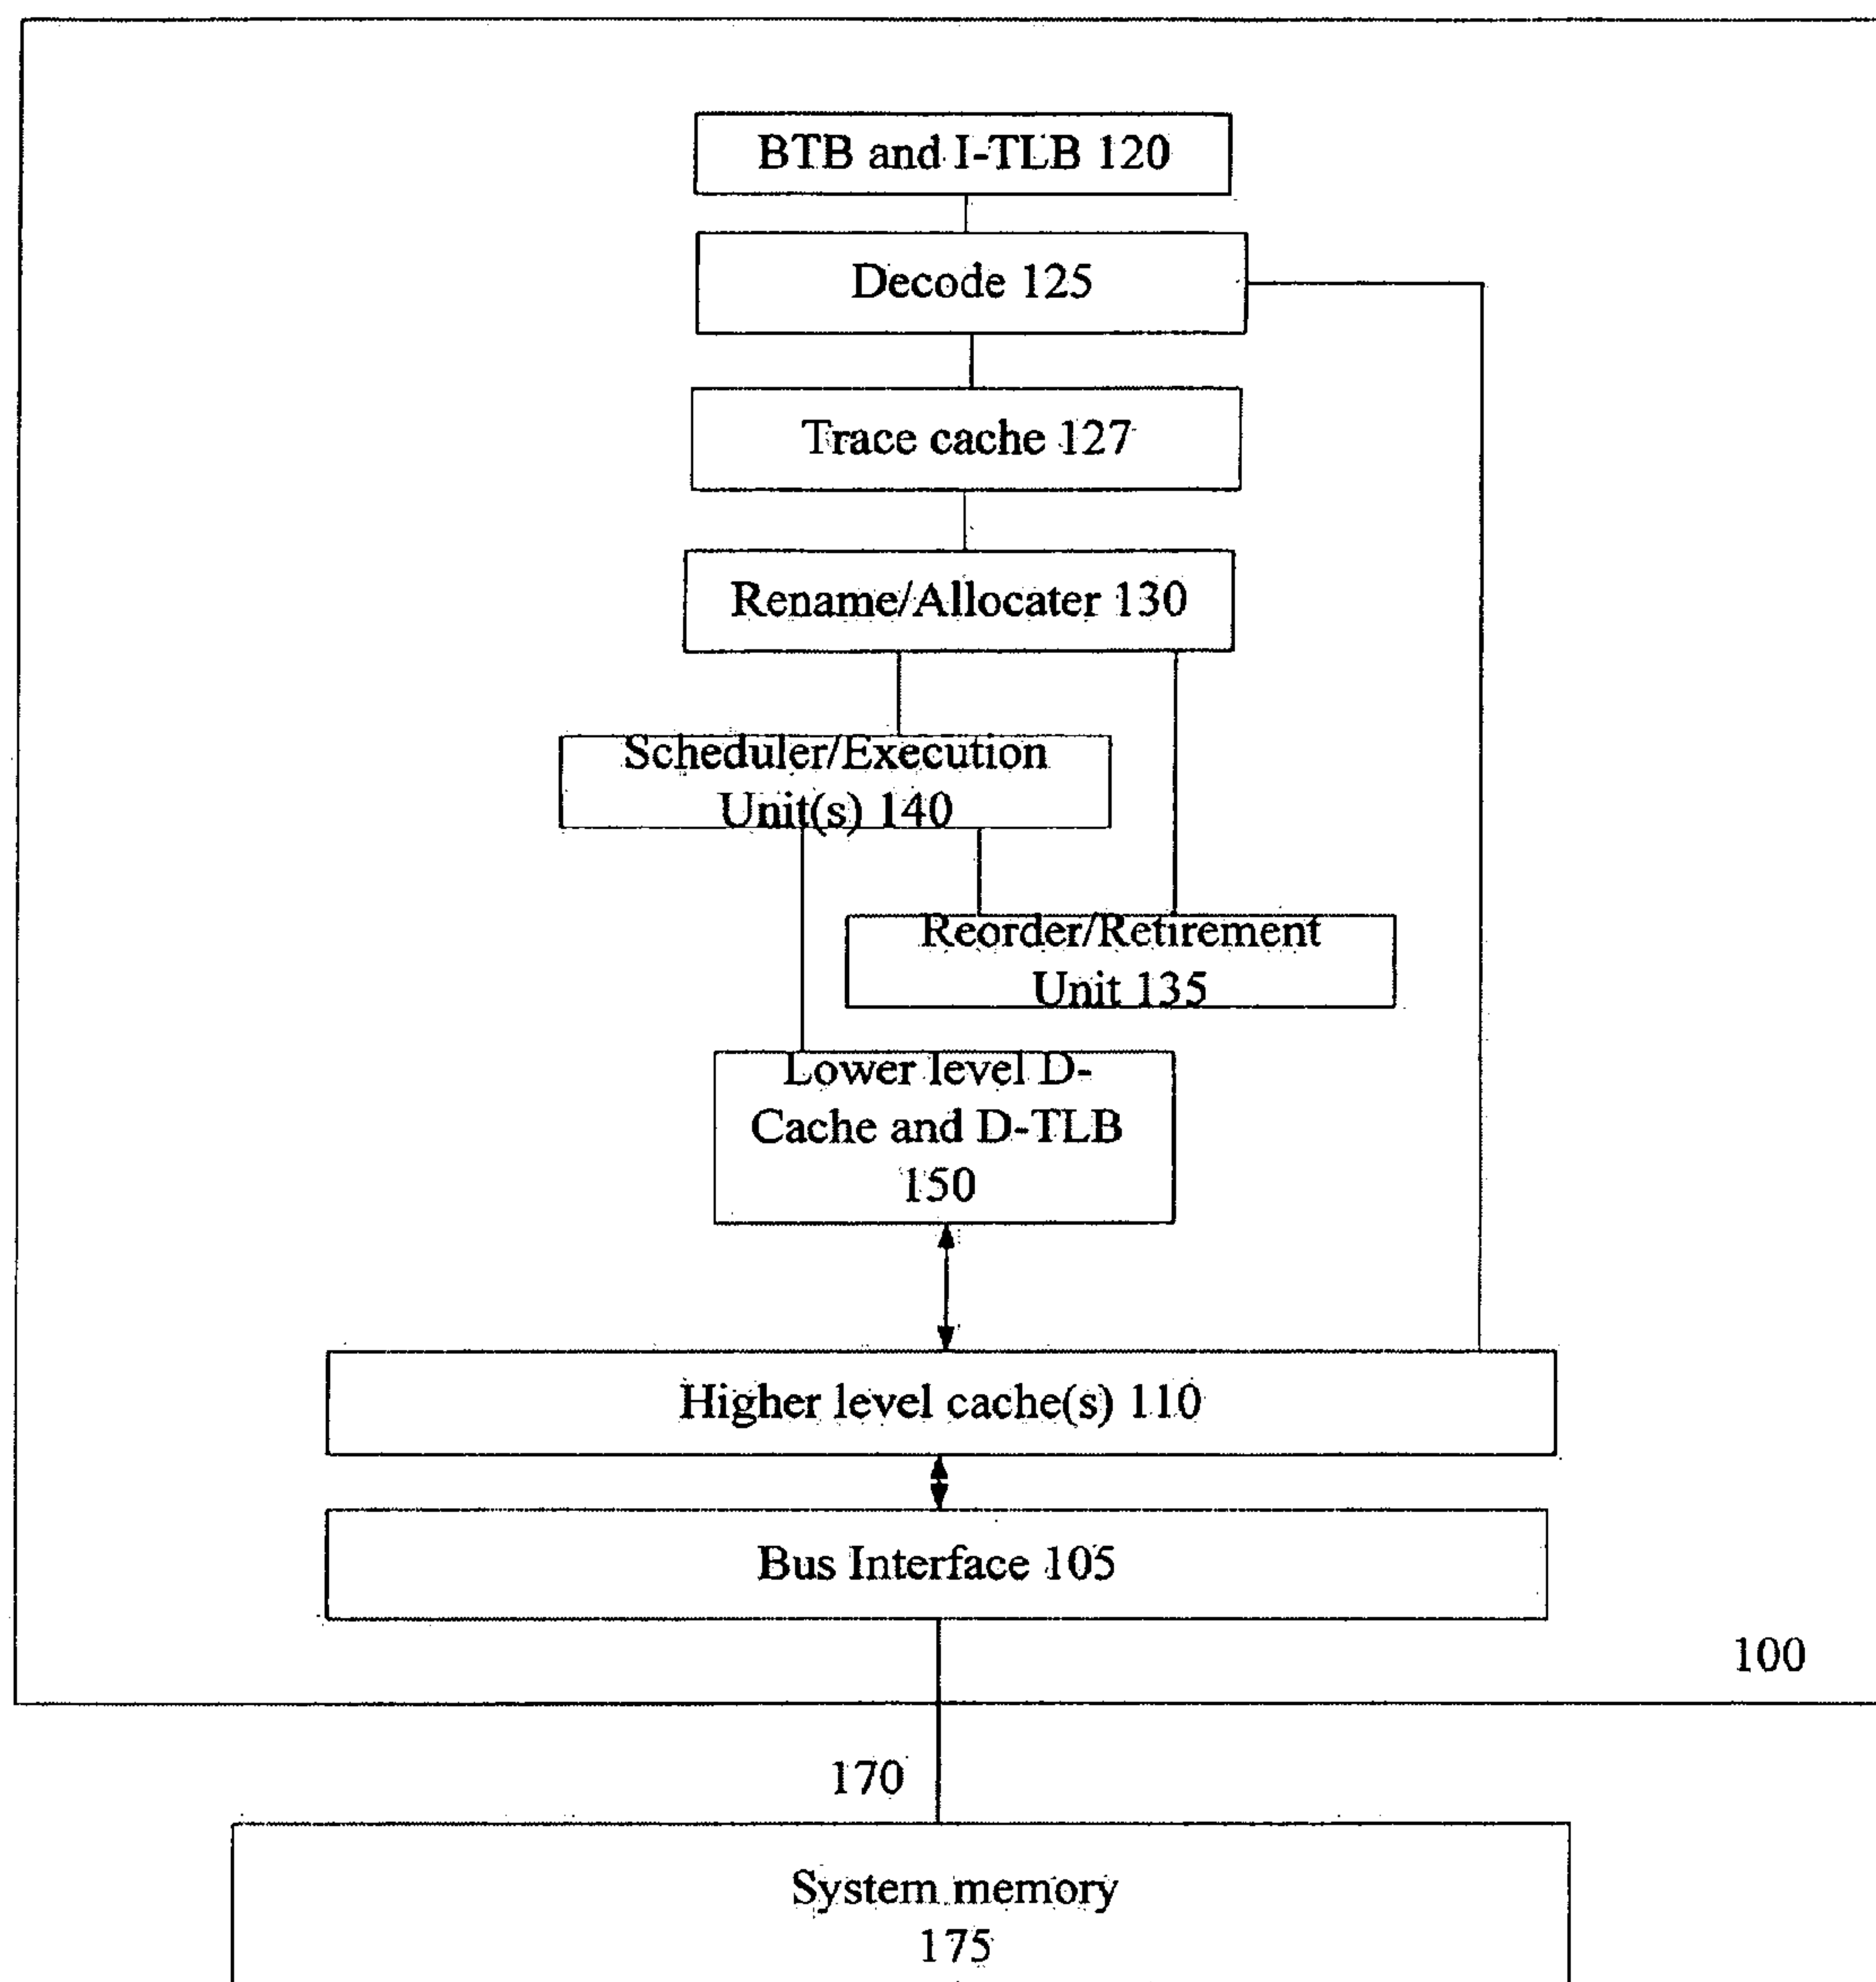 BTB and I-TLB 120
Decode 125
Trace cache 127
Rename/Allocater 130
Scheduler/Execution
Unit(s) 140
Reorder/Retirement
Unit 135
Lower level D-
Cache and D-TLB
150
Higher level cache(s) 110
Bus Interface 105
100
170
System memory
175